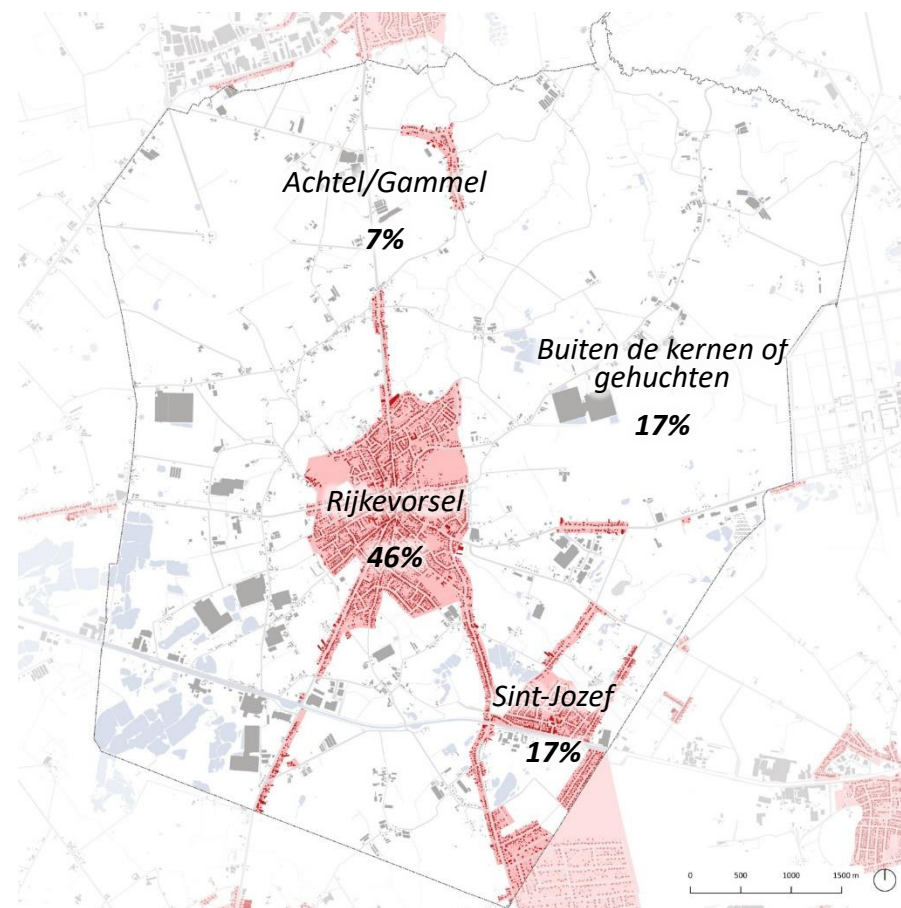 Achtel/Gammel
7%
Buiten de kernen of
gehuchten
17%
Rijkevorsel
46%
Sint-Jozef
17%
0 500 1000 1500 m